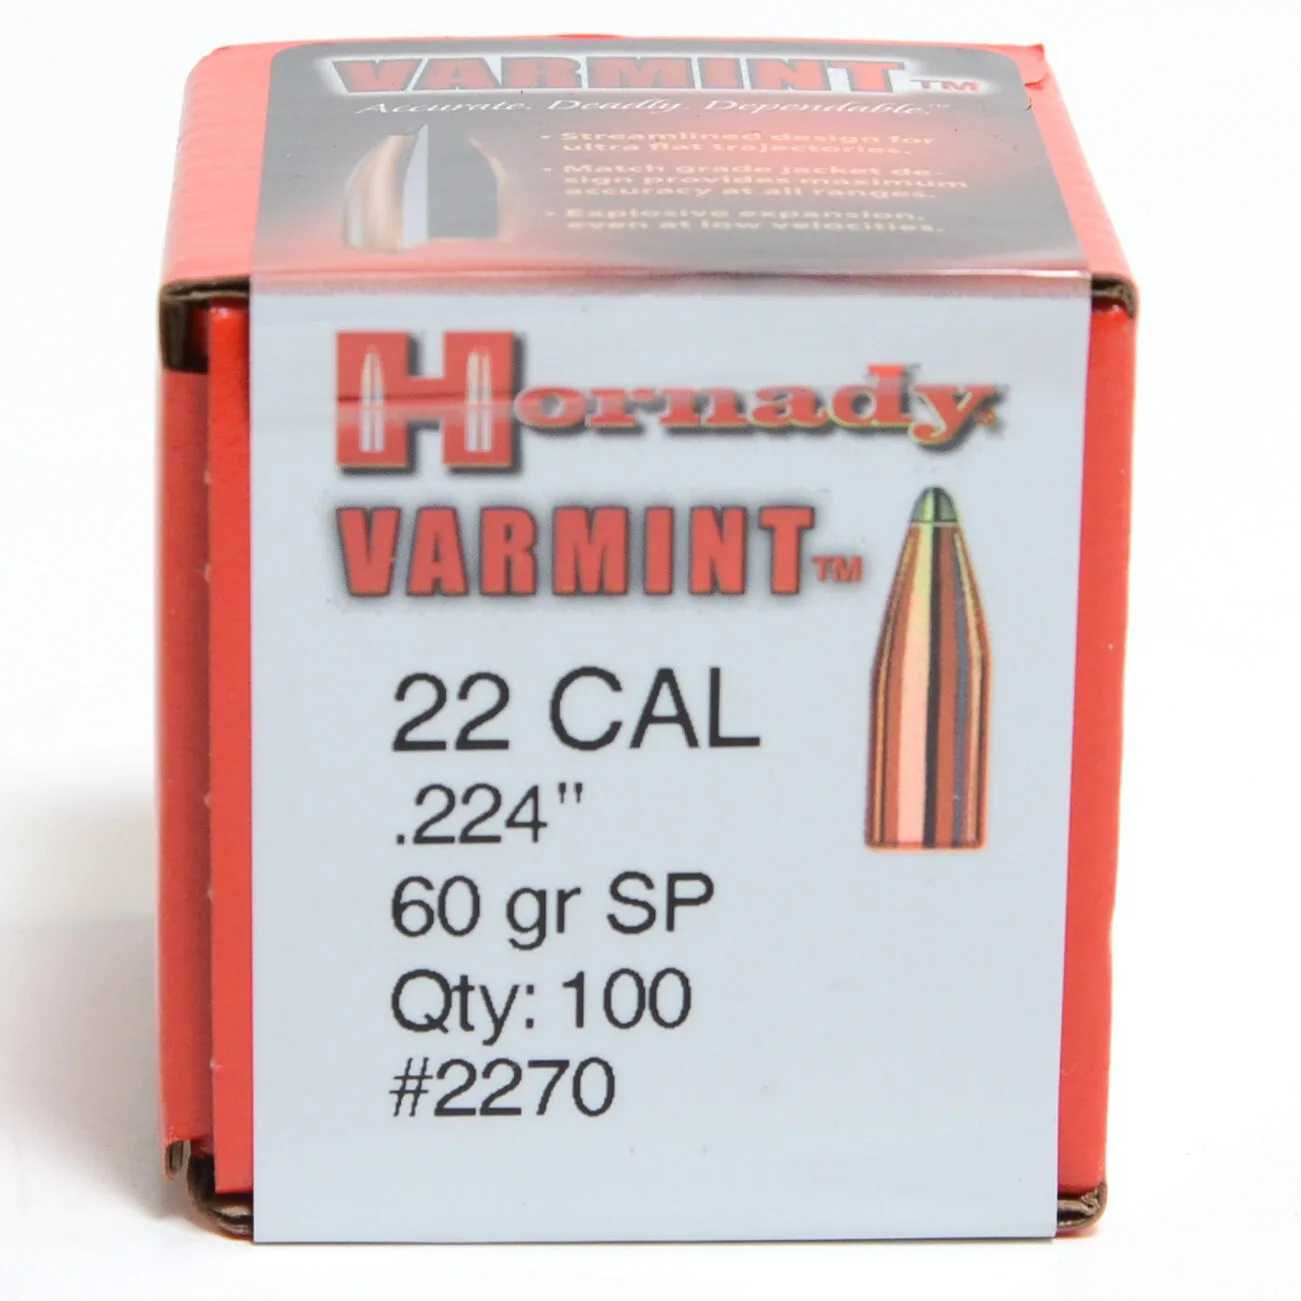 VARMINT™
Accurate. Deadly. Dependable.™
• Streamlined design for
ultra flat trajectories.
• Match grade jacket de-
sign provides maximum
accuracy at all ranges.
• Explosive expansion,
even at low velocities.
Hornady®
VARMINT™
22 CAL
.224"
60 gr SP
Qty: 100
#2270